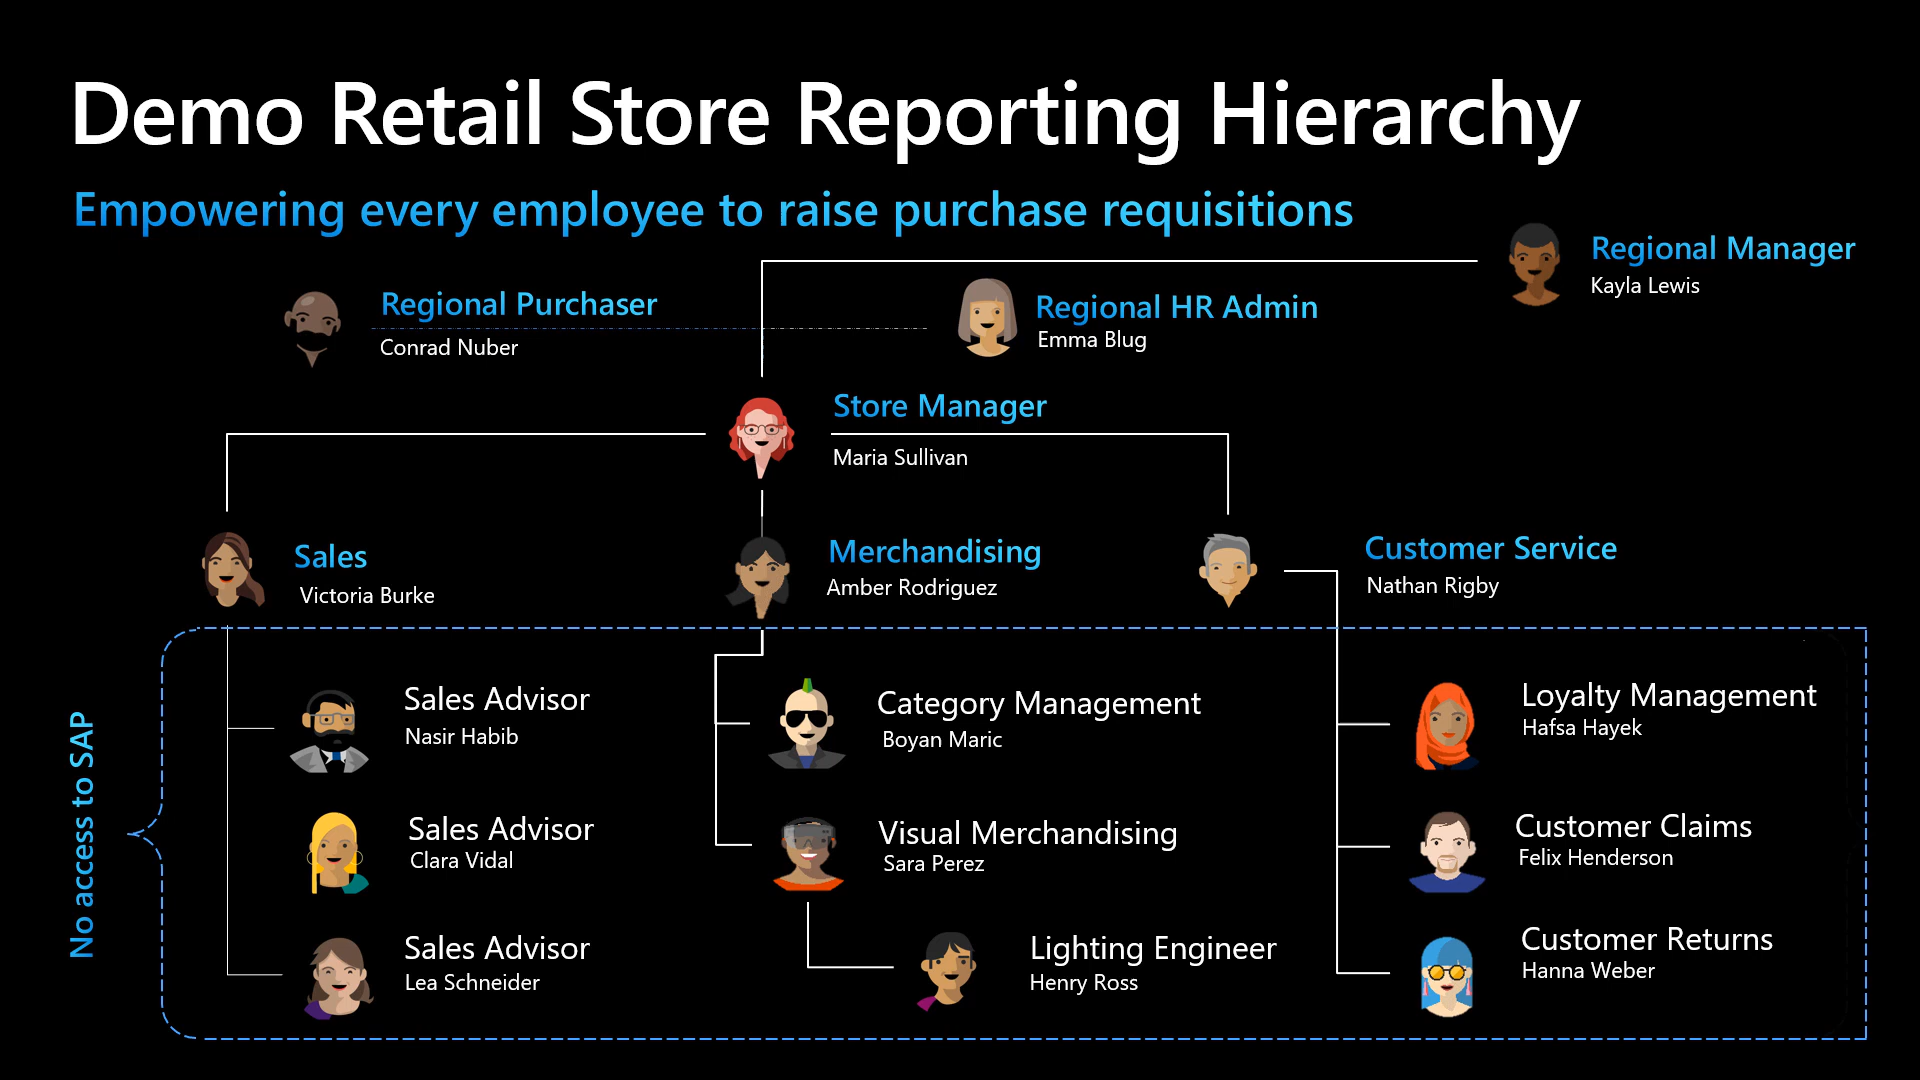 Demo Retail Store Reporting Hierarchy
Empowering every employee to raise purchase requisitions
Regional Manager
Kayla Lewis
Regional Purchaser
Conrad Nuber
Regional HR Admin
Emma Blug
Store Manager
Maria Sullivan
Sales
Victoria Burke
Merchandising
Amber Rodriguez
Customer Service
Nathan Rigby
No access to SAP
Sales Advisor
Nasir Habib
Category Management
Boyan Maric
Loyalty Management
Hafsa Hayek
Sales Advisor
Clara Vidal
Visual Merchandising
Sara Perez
Customer Claims
Felix Henderson
Sales Advisor
Lea Schneider
Lighting Engineer
Henry Ross
Customer Returns
Hanna Weber